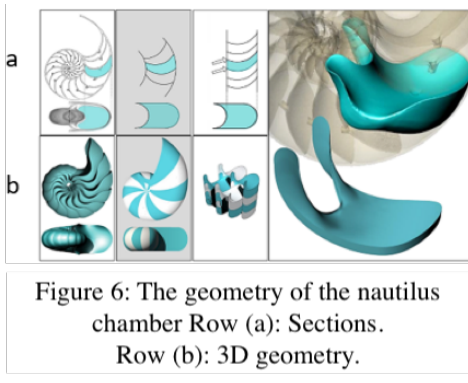 a
b
Figure 6: The geometry of the nautilus
chamber Row (a): Sections.
Row (b): 3D geometry.